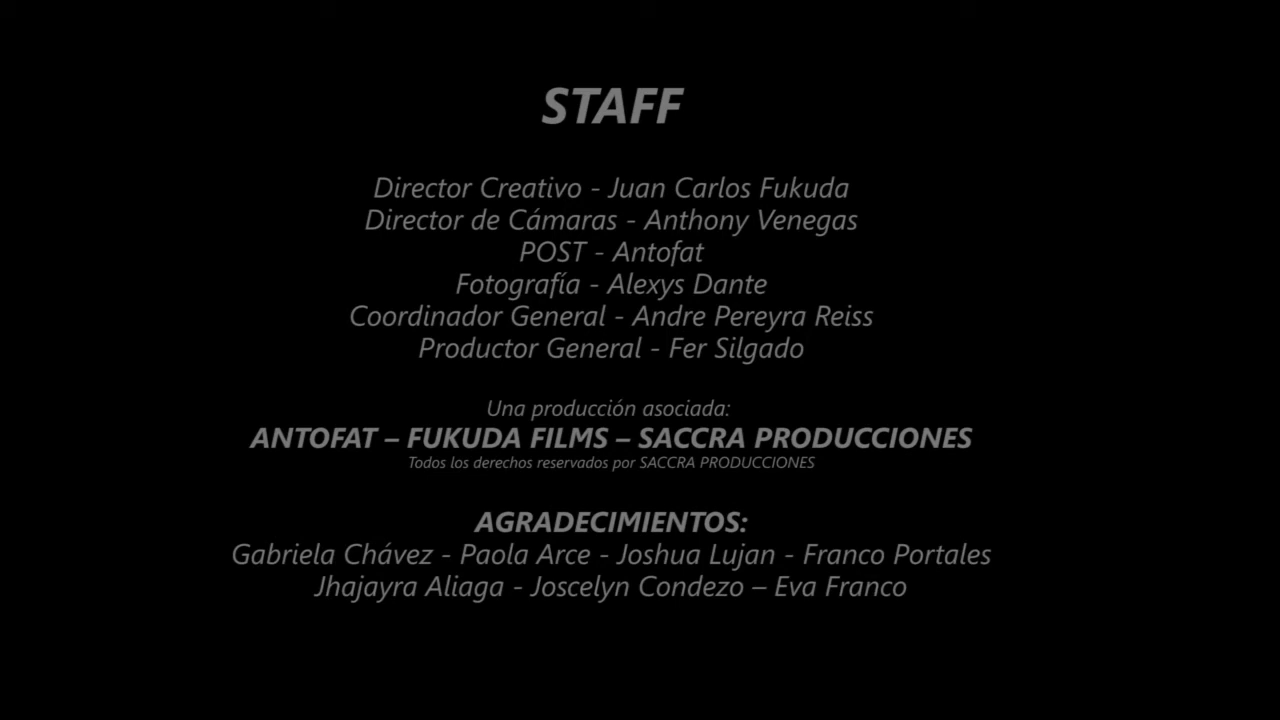 STAFF
Director Creativo - Juan Carlos Fukuda
Director de Cámaras - Anthony Venegas
POST - Antofat
Fotografía - Alexys Dante
Coordinador General - Andre Pereyra Reiss
Productor General - Fer Silgado
Una producción asociada:
ANTOFAT – FUKUDA FILMS – SACCRA PRODUCCIONES
Todos los derechos reservados por SACCRA PRODUCCIONES
AGRADECIMIENTOS:
Gabriela Chávez - Paola Arce - Joshua Lujan - Franco Portales
Jhajayra Aliaga - Joscelyn Condezo – Eva Franco